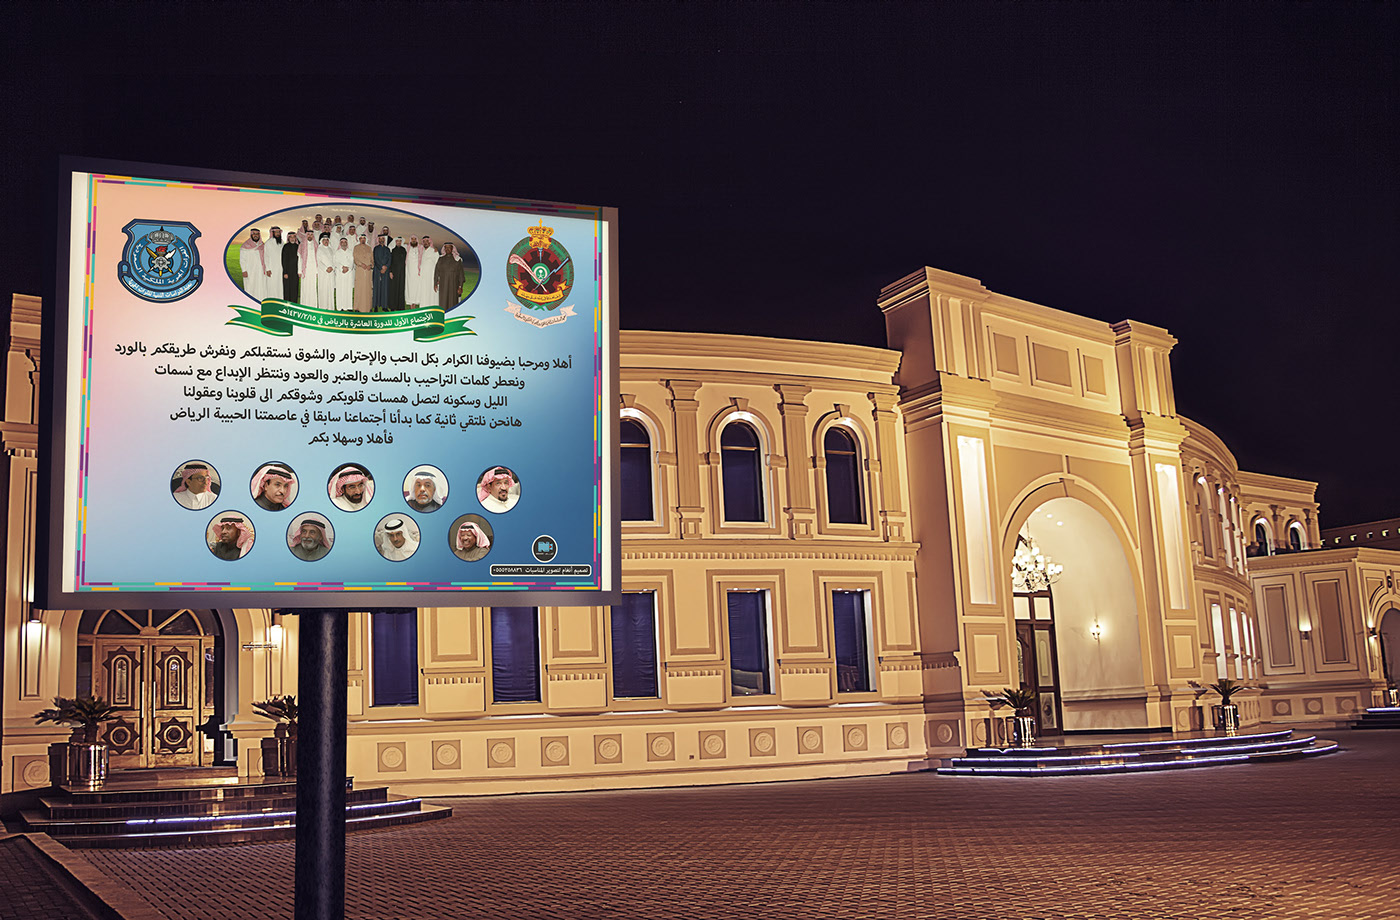 الأجتماع الأول للدورة العاشرة بالرياض في ١٤٣٧/٢/١٥هـ
أهلا ومرحبا بضيوفنا الكرام بكل الحب والإحترام والشوق نستقبلكم ونفرش طريقكم بالورد
ونعطر كلمات التراحيب بالمسك والعنبر والعود وننتظر الإبداع مع نسمات
الليل وسكونه لتصل همسات قلوبكم وشوقكم الى قلوبنا وعقولنا
هانحن نلتقي ثانية كما بدأنا أجتماعنا سابقا في عاصمتنا الحبيبة الرياض
فأهلا وسهلا بكم
تصميم أنغام لتصوير المناسبات ٠٥٥٥٢٥٨٨٣٦